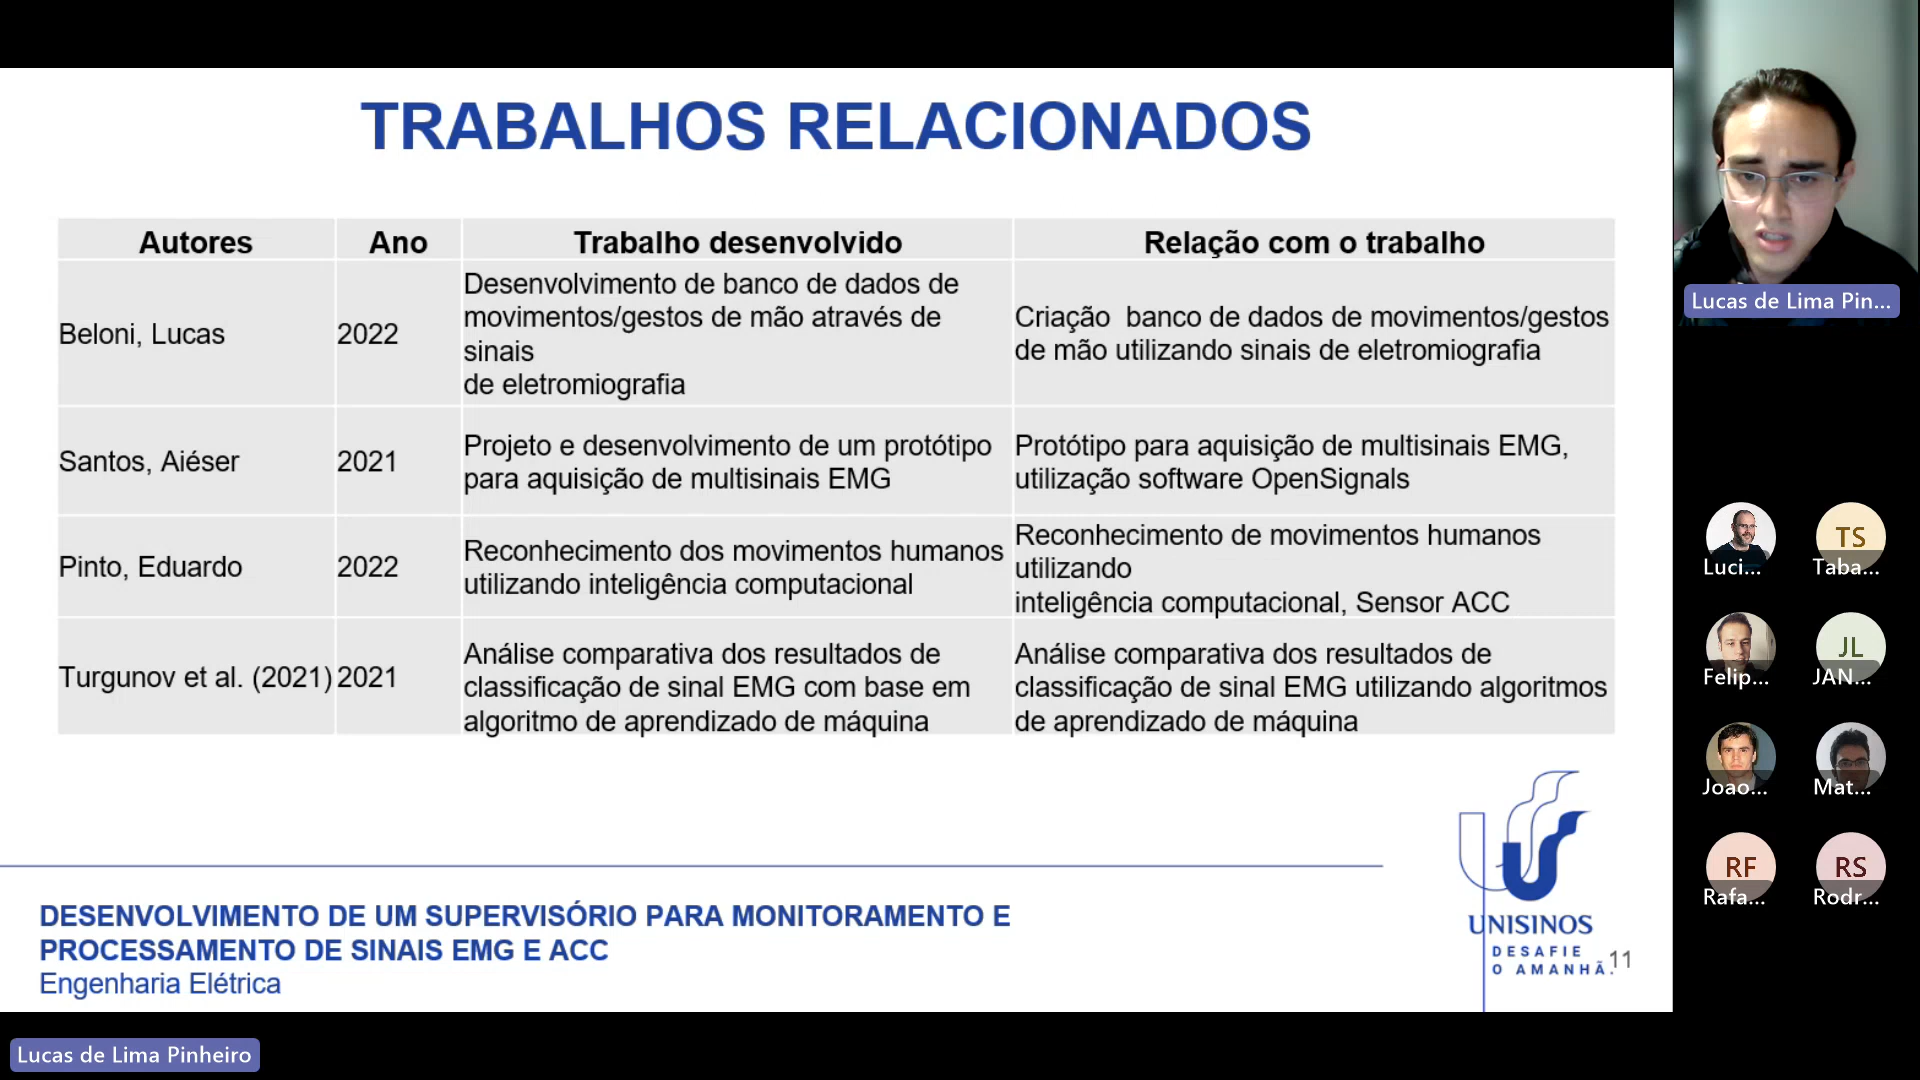 TRABALHOS RELACIONADOS
Autores
Ano
Trabalho desenvolvido
Relação com o trabalho
Beloni, Lucas
2022
Desenvolvimento de banco de dados de
movimentos/gestos de mão através de
sinais
de eletromiografia
Criação  banco de dados de movimentos/gestos
de mão utilizando sinais de eletromiografia
Santos, Aiéser
2021
Projeto e desenvolvimento de um protótipo
para aquisição de multisinais EMG
Protótipo para aquisição de multisinais EMG,
utilização software OpenSignals
Pinto, Eduardo
2022
Reconhecimento dos movimentos humanos
utilizando inteligência computacional
Reconhecimento de movimentos humanos
utilizando
inteligência computacional, Sensor ACC
Turgunov et al. (2021)
2021
Análise comparativa dos resultados de
classificação de sinal EMG com base em
algoritmo de aprendizado de máquina
Análise comparativa dos resultados de
classificação de sinal EMG utilizando algoritmos
de aprendizado de máquina
DESENVOLVIMENTO DE UM SUPERVISÓRIO PARA MONITORAMENTO E
PROCESSAMENTO DE SINAIS EMG E ACC
Engenharia Elétrica
UNISINOS
DESAFIE
O AMANHÃ.
11
Lucas de Lima Pinheiro
Lucas de Lima Pin...
Luci...
TS
Taba...
Felip...
JL
JAN...
Joao...
Mat...
RF
Rafa...
RS
Rodr...